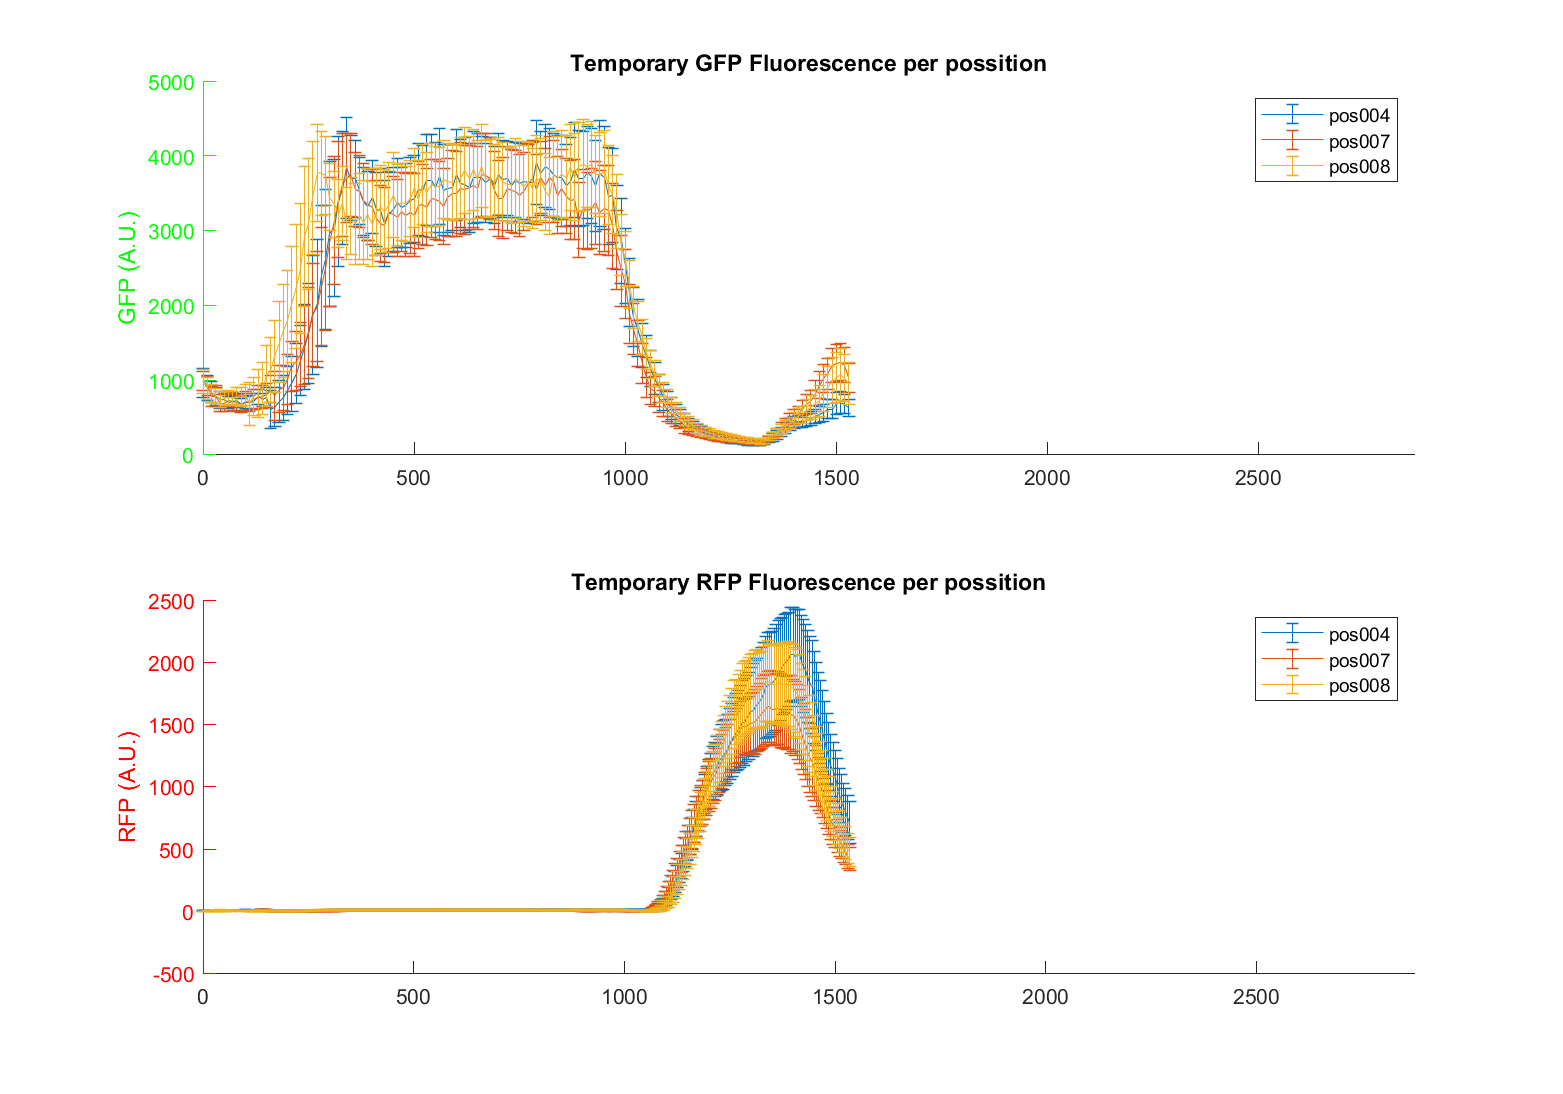 Temporary GFP Fluorescence per possition
5000
4000
3000
2000
1000
0
GFP (A.U.)
0 500 1000 1500 2000 2500
pos004
pos007
pos008
Temporary RFP Fluorescence per possition
2500
2000
1500
1000
500
0
-500
RFP (A.U.)
0 500 1000 1500 2000 2500
pos004
pos007
pos008